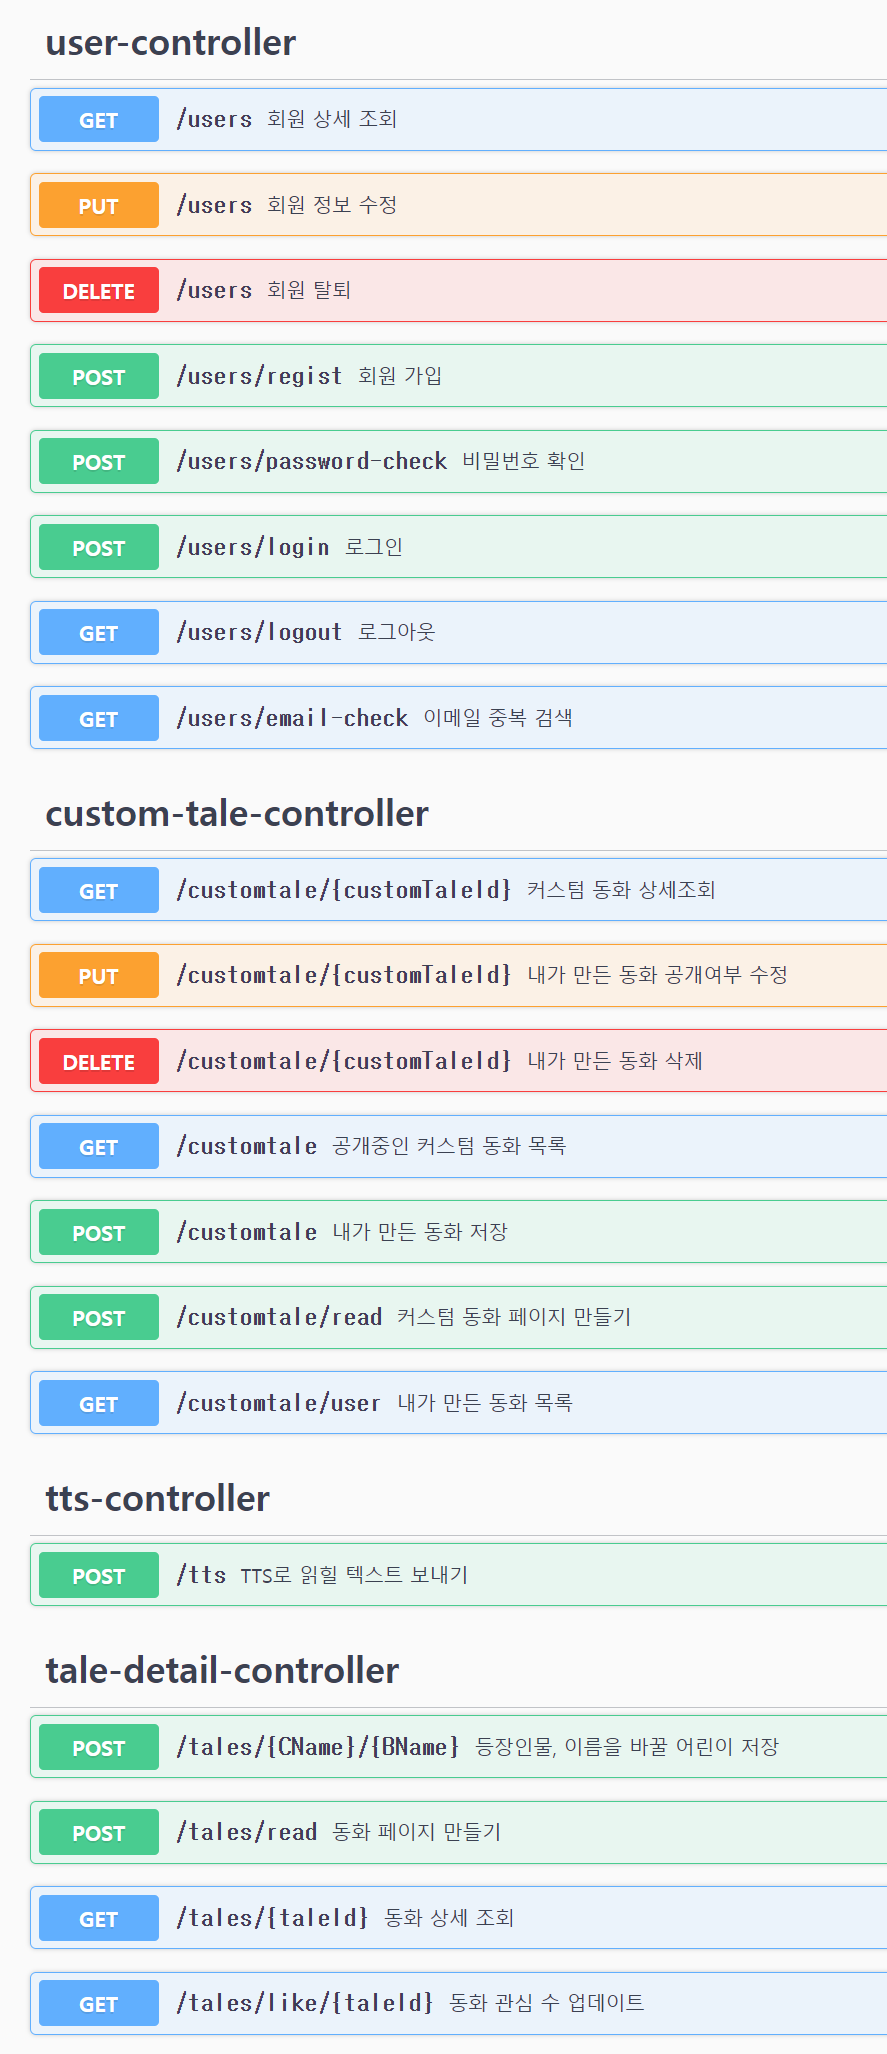 user-controller
GET /users 회원 상세 조회
PUT /users 회원 정보 수정
DELETE /users 회원 탈퇴
POST /users/regist 회원 가입
POST /users/password-check 비밀번호 확인
POST /users/login 로그인
GET /users/logout 로그아웃
GET /users/email-check 이메일 중복 검색
custom-tale-controller
GET /customtale/{customTaleId} 커스텀 동화 상세조회
PUT /customtale/{customTaleId} 내가 만든 동화 공개여부 수정
DELETE /customtale/{customTaleId} 내가 만든 동화 삭제
GET /customtale 공개중인 커스텀 동화 목록
POST /customtale 내가 만든 동화 저장
POST /customtale/read 커스텀 동화 페이지 만들기
GET /customtale/user 내가 만든 동화 목록
tts-controller
POST /tts TTS로 읽힐 텍스트 보내기
tale-detail-controller
POST /tales/{CName}/{BName} 등장인물, 이름을 바꿀 어린이 저장
POST /tales/read 동화 페이지 만들기
GET /tales/{taleId} 동화 상세 조회
GET /tales/like/{taleId} 동화 관심 수 업데이트